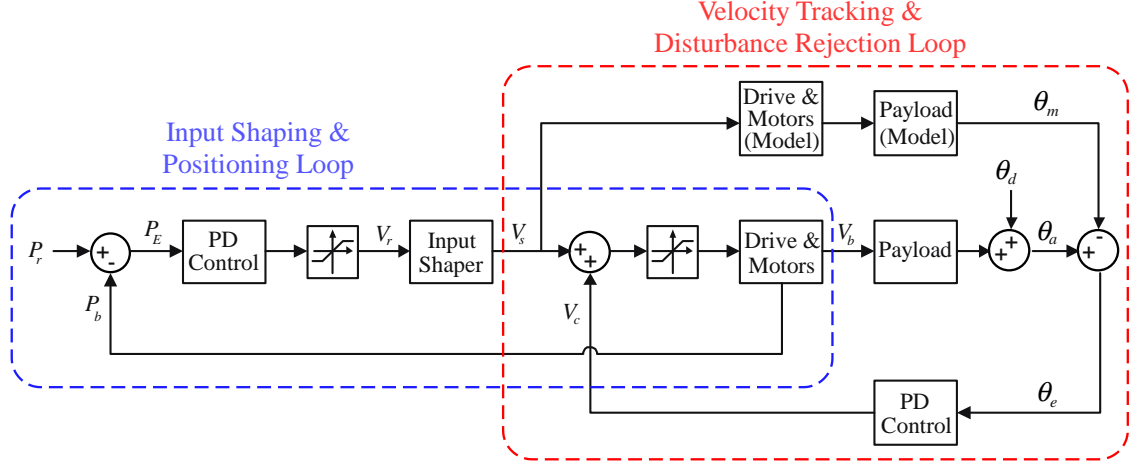 Velocity Tracking &
Disturbance Rejection Loop
Input Shaping &
Positioning Loop
Drive &
Motors
(Model)
Payload
(Model)
θm
θd
Pr
+
-
PE
PD
Control
Vr
Input
Shaper
Vs
+
+
Drive &
Motors
Vb
Payload
+
+
θa
-
+
Pb
Vc
PD
Control
θe